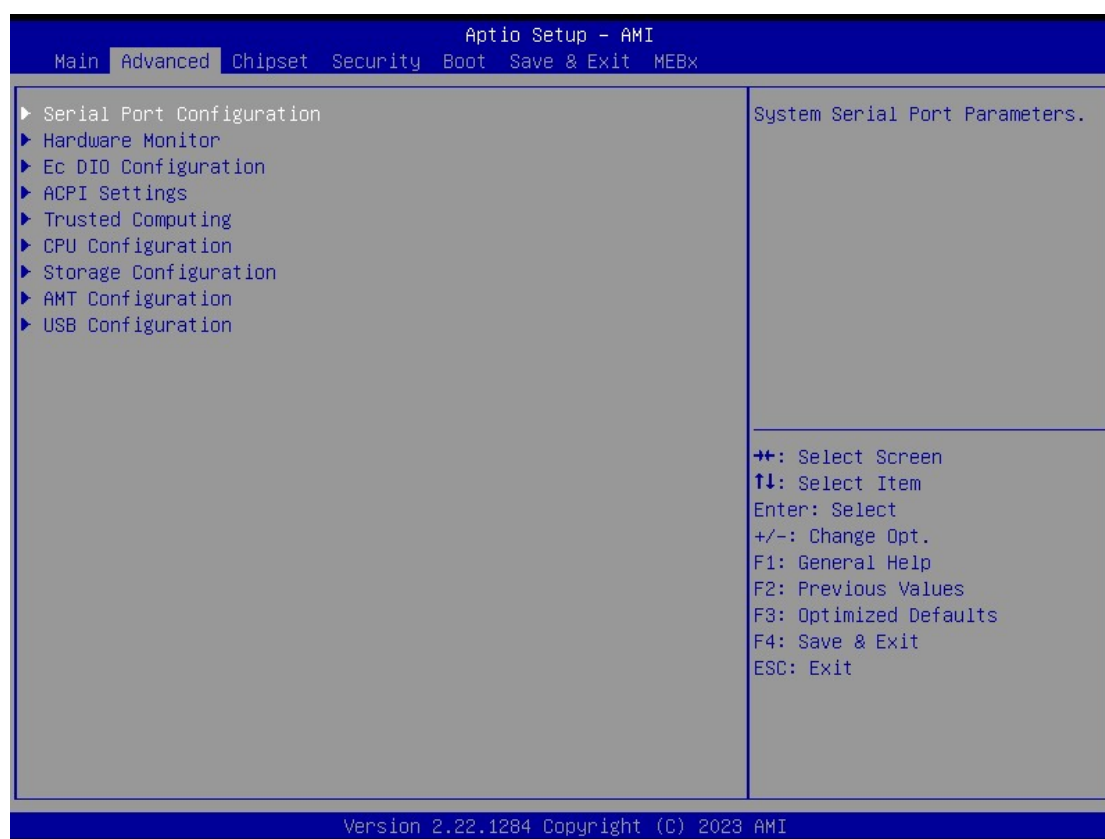 Aptio Setup - AMI
Main Advanced Chipset Security Boot Save & Exit MEBx
Serial Port Configuration
Hardware Monitor
Ec DIO Configuration
ACPI Settings
Trusted Computing
CPU Configuration
Storage Configuration
AMT Configuration
USB Configuration
System Serial Port Parameters.
→←: Select Screen
↑↓: Select Item
Enter: Select
+/-: Change Opt.
F1: General Help
F2: Previous Values
F3: Optimized Defaults
F4: Save & Exit
ESC: Exit
Version 2.22.1284 Copyright (C) 2023 AMI